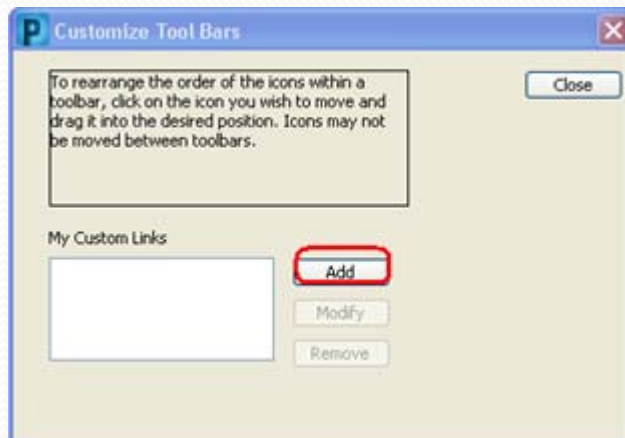 P Customize Tool Bars
To rearrange the order of the icons within a
toolbar, click on the icon you wish to move and
drag it into the desired position. Icons may not
be moved between toolbars.
Close
My Custom Links
Add
Modify
Remove